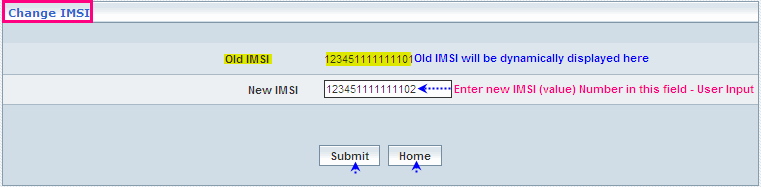 Change IMSI
Old IMSI 123451111111101 Old IMSI will be dynamically displayed here
New IMSI 123451111111102 Enter new IMSI (value) Number in this field - User Input
Submit Home